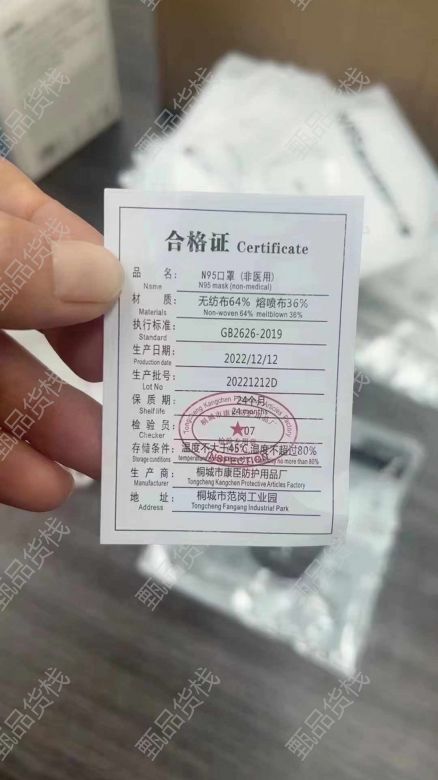 合格证 Certificate
品 名: N95口罩 (非医用)
Name N95 mask (non-medical)
材 质: 无纺布64% 熔喷布36%
Materials Non-woven 64% meltblown 36%
执行标准: GB2626-2019
Standard
生产日期: 2022/12/12
Production date
生产批号: 20221212D
Lot No
保 质 期: 24个月
Shelf life 24 months
检 验 员: 07
Checker
存储条件: 温度不大于45℃ 湿度不超过80%
Storage conditions
生 产 商: 桐城市康臣防护用品厂
Manufacturer Tongcheng Kangchen Protective Articles Factory
地 址: 桐城市范岗工业园
Address Tongcheng Fangang Industrial Park
Tongcheng Kangchen Protective Articles Factory
INSPECTION
甄品货栈